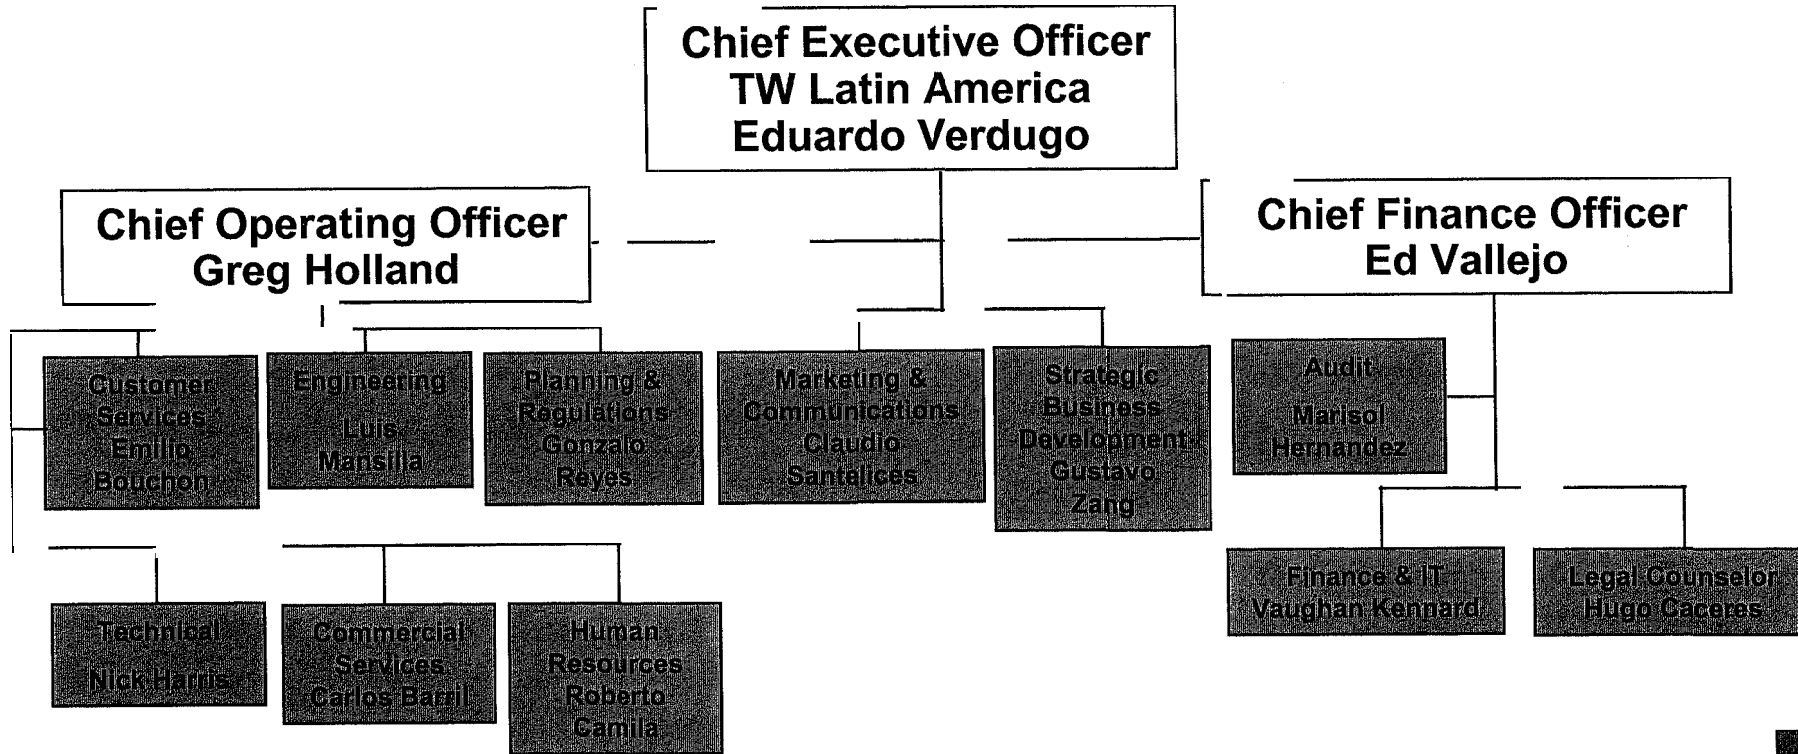 Chief Executive Officer
TW Latin America
Eduardo Verdugo
Chief Operating Officer
Greg Holland
Chief Finance Officer
Ed Vallejo
Customer
Services
Emilio
Bouchon
Engineering
Luis
Mansilla
Planning &
Regulations
Gonzalo
Reyes
Marketing &
Communications
Claudio
Santelices
Strategic
Business
Development
Gustavo
Zang
Audit
Marisol
Hernandez
Technical
Nick Harris
Commercial
Services
Carlos Barril
Human
Resources
Roberto
Camila
Finance & IT
Vaughan Kennard
Legal Counselor
Hugo Caceres